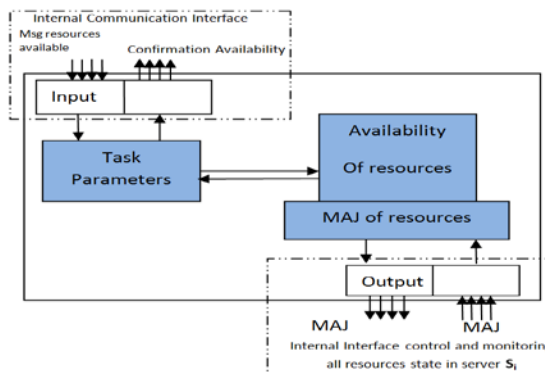 Internal Communication Interface
Msg resources
available
Confirmation Availability
Input
Task
Parameters
Availability
Of resources
MAJ of resources
Output
MAJ
MAJ
Internal Interface control and monitorin
all resources state in server Si